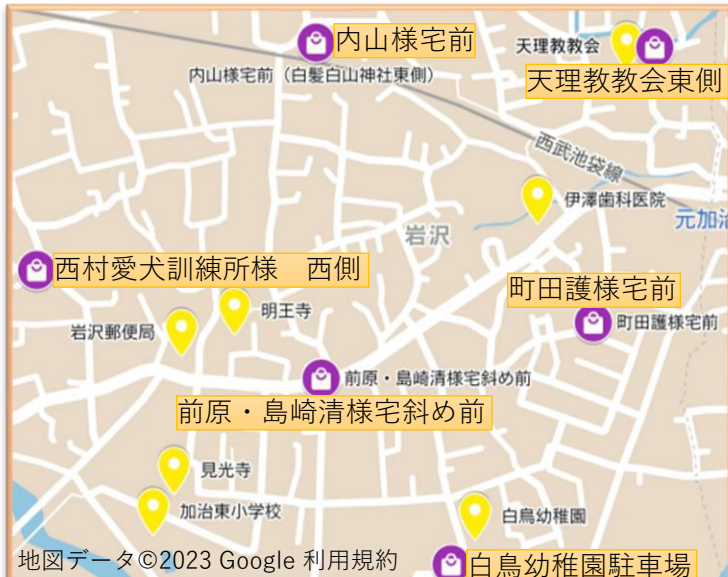 内山様宅前
天理教教会
内山様宅前（白髭白山神社東側）
天理教教会東側
西武池袋線
伊澤歯科医院
岩沢
元加治
西村愛犬訓練所様　西側
町田護様宅前
明王寺
岩沢郵便局
町田護様宅前
前原・島崎清様宅斜め前
前原・島崎清様宅斜め前
見光寺
加治東小学校
白鳥幼稚園
地図データ©2023 Google 利用規約
白鳥幼稚園駐車場